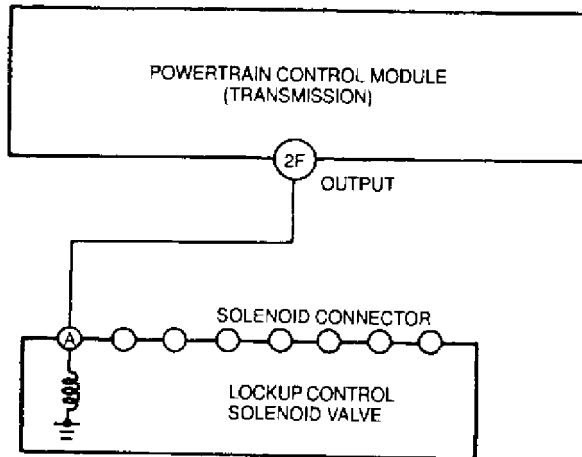 POWERTRAIN CONTROL MODULE
(TRANSMISSION)
2F
OUTPUT
SOLENOID CONNECTOR
A
LOCKUP CONTROL
SOLENOID VALVE